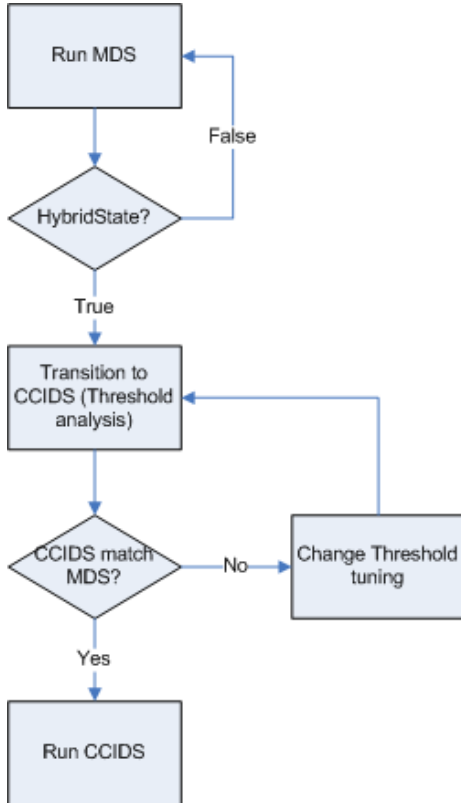 Run MDS
False
HybridState?
True
Transition to
CCIDS (Threshold
analysis)
CCIDS match
MDS?
No
Change Threshold
tuning
Yes
Run CCIDS